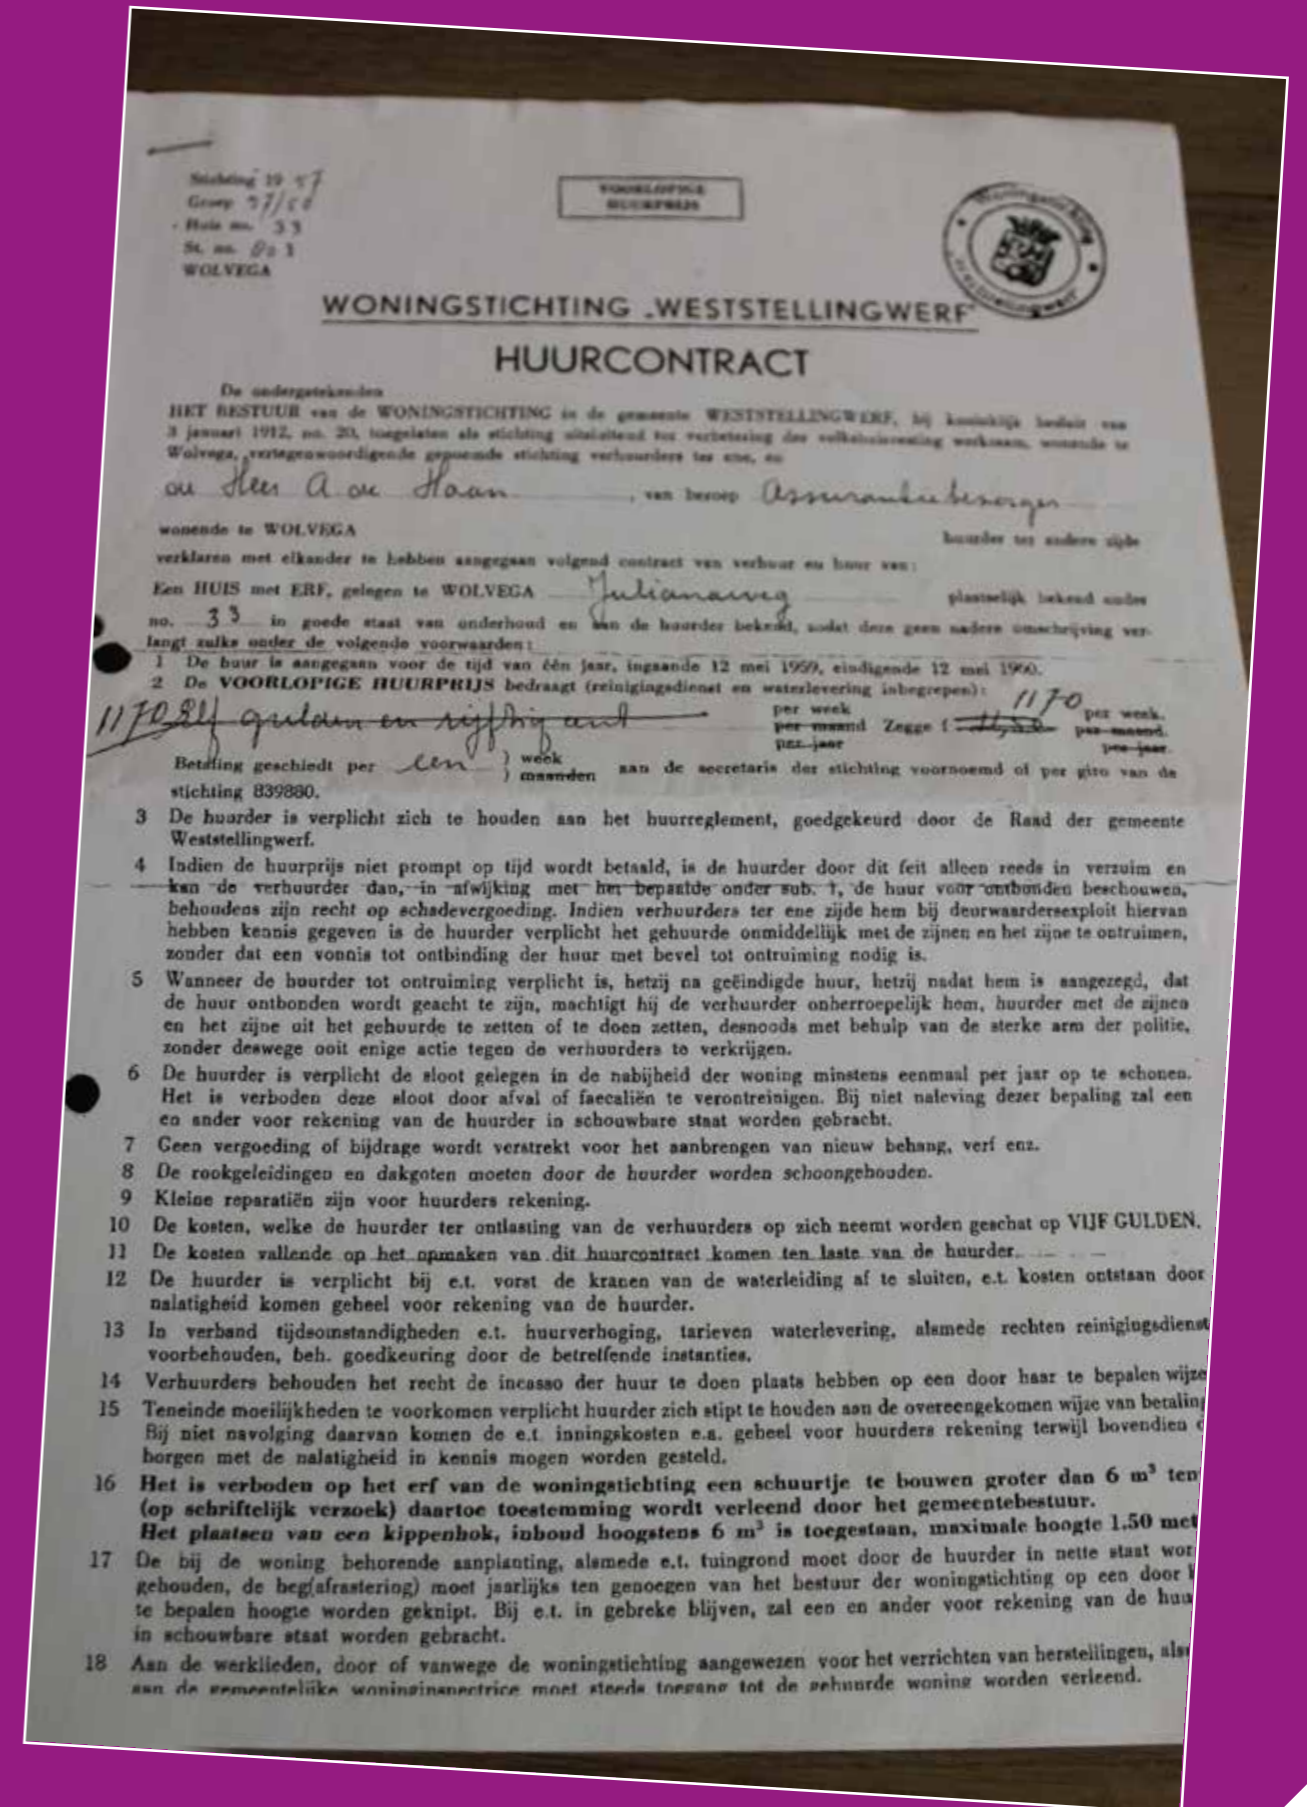 Stichting 19 57
Groep 57/58
Huis no. 33
St. no.
WOLVEGA
VOORLOPIGE
HUURPRIJS
WONINGSTICHTING „WESTSTELLINGWERF"
HUURCONTRACT
De ondergetekenden
HET BESTUUR van de WONINGSTICHTING in de gemeente WESTSTELLINGWERF, bij koninklijk besluit van
3 januari 1912, no. 20, toegelaten als stichting uitsluitend ter verbetering der volkshuisvesting werkzaam, wonende te
Wolvega, vertegenwoordigende genoemde stichting verhuurders ter ene, en
de Heer A de Haan, van beroep Assurantiebezorger
wonende te WOLVEGA huurder ter andere zijde
verklaren met elkander te hebben aangegaan volgend contract van verhuur en huur van:
Een HUIS met ERF, gelegen te WOLVEGA Julianaweg plaatselijk bekend onder
no. 33 in goede staat van onderhoud en aan de huurder bekend, zodat deze geen nadere omschrijving ver-
langt zulks onder de volgende voorwaarden:
1 De huur is aangegaan voor de tijd van één jaar, ingaande 12 mei 1959, eindigende 12 mei 1960.
2 De VOORLOPIGE HUURPRIJS bedraagt (reinigingsdienst en waterlevering inbegrepen):
1170 Elf gulden en vijftig cent per week per maand per jaar Zegge f 11,50 1170 per week. per maand. per jaar.
Betaling geschiedt per een ) week ) maanden aan de secretaris der stichting voornoemd of per giro van de
stichting 839880.
3 De huurder is verplicht zich te houden aan het huurreglement, goedgekeurd door de Raad der gemeente
Weststellingwerf.
4 Indien de huurprijs niet prompt op tijd wordt betaald, is de huurder door dit feit alleen reeds in verzuim en
kan de verhuurder dan, in afwijking met het bepaalde onder sub. 1, de huur voor ontbonden beschouwen,
behoudens zijn recht op schadevergoeding. Indien verhuurders ter ene zijde hem bij deurwaardersexploit hiervan
hebben kennis gegeven is de huurder verplicht het gehuurde onmiddellijk met de zijnen en het zijne te ontruimen,
zonder dat een vonnis tot ontbinding der huur met bevel tot ontruiming nodig is.
5 Wanneer de huurder tot ontruiming verplicht is, hetzij na geëindigde huur, hetzij nadat hem is aangezegd, dat
de huur ontbonden wordt geacht te zijn, machtigt hij de verhuurder onherroepelijk hem, huurder met de zijnen
en het zijne uit het gehuurde te zetten of te doen zetten, desnoods met behulp van de sterke arm der politie,
zonder deswege ooit enige actie tegen de verhuurders te verkrijgen.
6 De huurder is verplicht de sloot gelegen in de nabijheid der woning minstens eenmaal per jaar op te schonen.
Het is verboden deze sloot door afval of faecaliën te verontreinigen. Bij niet naleving dezer bepaling zal een
en ander voor rekening van de huurder in schouwbare staat worden gebracht.
7 Geen vergoeding of bijdrage wordt verstrekt voor het aanbrengen van nieuw behang, verf enz.
8 De rookgeleidingen en dakgoten moeten door de huurder worden schoongehouden.
9 Kleine reparatiën zijn voor huurders rekening.
10 De kosten, welke de huurder ter ontlasting van de verhuurders op zich neemt worden geschat op VIJF GULDEN.
11 De kosten vallende op het opmaken van dit huurcontract komen ten laste van de huurder.
12 De huurder is verplicht bij e.t. vorst de kranen van de waterleiding af te sluiten, e.t. kosten ontstaan door
nalatigheid komen geheel voor rekening van de huurder.
13 In verband tijdsomstandigheden e.t. huurverhoging, tarieven waterlevering, alsmede rechten reinigingsdienst
voorbehouden, beh. goedkeuring door de betreffende instanties.
14 Verhuurders behouden het recht de incasso der huur te doen plaats hebben op een door haar te bepalen wijze
15 Teneinde moeilijkheden te voorkomen verplicht huurder zich stipt te houden aan de overeengekomen wijze van betaling
Bij niet navolging daarvan komen de e.t. inningskosten e.a. geheel voor huurders rekening terwijl bovendien d
borgen met de nalatigheid in kennis mogen worden gesteld.
16 Het is verboden op het erf van de woningstichting een schuurtje te bouwen groter dan 6 m³ ten
(op schriftelijk verzoek) daartoe toestemming wordt verleend door het gemeentebestuur.
Het plaatsen van een kippenhok, inhoud hoogstens 6 m³ is toegestaan, maximale hoogte 1.50 met
17 De bij de woning behorende aanplanting, alsmede e.t. tuingrond moet door de huurder in nette staat wor
gehouden, de heg(afrastering) moet jaarlijks ten genoegen van het bestuur der woningstichting op een door
te bepalen hoogte worden geknipt. Bij e.t. in gebreke blijven, zal een en ander voor rekening van de huu
in schouwbare staat worden gebracht.
18 Aan de werklieden, door of vanwege de woningstichting aangewezen voor het verrichten van herstellingen, als
aan de gemeentelijke woninginspectrice moet steeds toegang tot de gehuurde woning worden verleend.